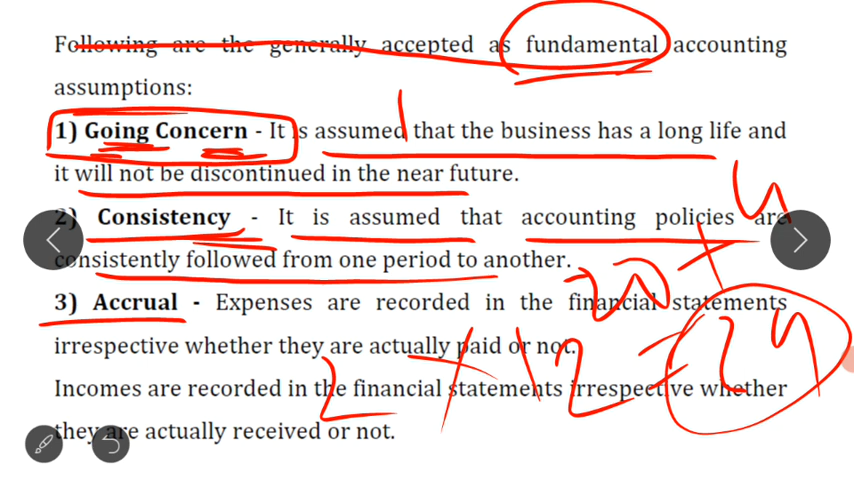 Following are the generally accepted as fundamental accounting
assumptions:
1) Going Concern - It is assumed that the business has a long life and
it will not be discontinued in the near future.
2) Consistency - It is assumed that accounting policies are
consistently followed from one period to another.
3) Accrual - Expenses are recorded in the financial statements
irrespective whether they are actually paid or not.
Incomes are recorded in the financial statements irrespective whether
they are actually received or not.